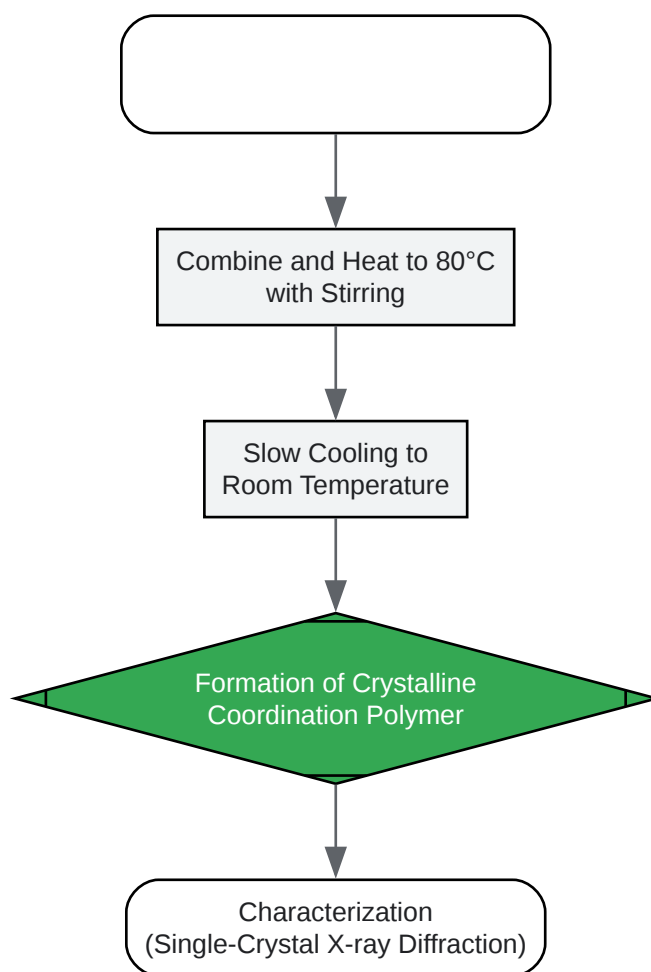 Combine and Heat to 80°C
with Stirring
Slow Cooling to
Room Temperature
Formation of Crystalline
Coordination Polymer
Characterization
(Single-Crystal X-ray Diffraction)